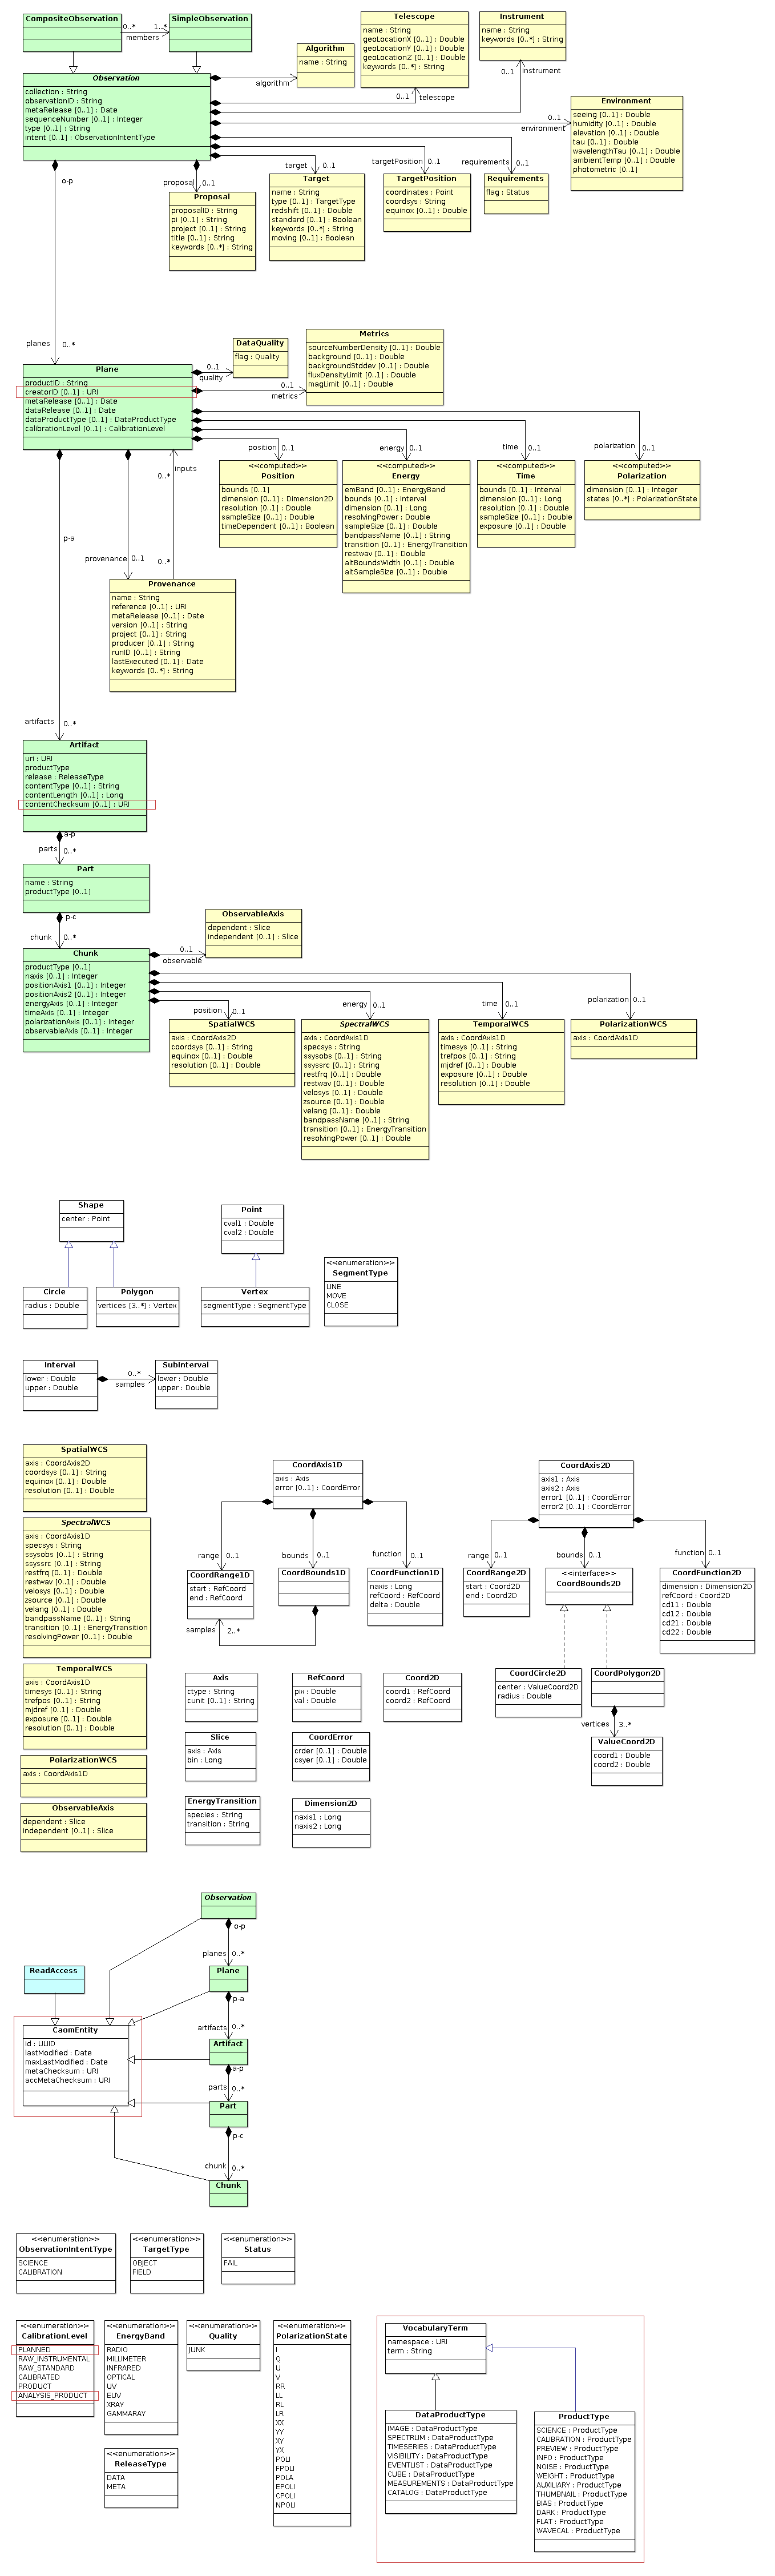 CompositeObservation
SimpleObservation
0..*
1..*
members
Observation
collection : String
observationID : String
metaRelease [0..1] : Date
sequenceNumber [0..1] : Integer
type [0..1] : String
intent [0..1] : ObservationIntentType
Algorithm
name : String
algorithm
Telescope
name : String
geoLocationX [0..1] : Double
geoLocationY [0..1] : Double
geoLocationZ [0..1] : Double
keywords [0..*] : String
0..1
telescope
Instrument
name : String
keywords [0..*] : String
0..1
instrument
Environment
seeing [0..1] : Double
humidity [0..1] : Double
elevation [0..1] : Double
tau [0..1] : Double
wavelengthTau [0..1] : Double
ambientTemp [0..1] : Double
photometric [0..1]
0..1
environment
o-p
proposal
0..1
Proposal
proposalID : String
pi [0..1] : String
project [0..1] : String
title [0..1] : String
keywords [0..*] : String
target
0..1
Target
name : String
type [0..1] : TargetType
redshift [0..1] : Double
standard [0..1] : Boolean
keywords [0..*] : String
moving [0..1] : Boolean
targetPosition
0..1
TargetPosition
coordinates : Point
coordsys : String
equinox [0..1] : Double
requirements
0..1
Requirements
flag : Status
planes
0..*
Plane
productID : String
creatorID [0..1] : URI
metaRelease [0..1] : Date
dataRelease [0..1] : Date
dataProductType [0..1] : DataProductType
calibrationLevel [0..1] : CalibrationLevel
DataQuality
flag : Quality
0..1
quality
Metrics
sourceNumberDensity [0..1] : Double
background [0..1] : Double
backgroundStddev [0..1] : Double
fluxDensityLimit [0..1] : Double
magLimit [0..1] : Double
0..1
metrics
position
0..1
<<computed>>
Position
bounds [0..1]
dimension [0..1] : Dimension2D
resolution [0..1] : Double
sampleSize [0..1] : Double
timeDependent [0..1] : Boolean
energy
0..1
<<computed>>
Energy
emBand [0..1] : EnergyBand
bounds [0..1] : Interval
dimension [0..1] : Long
resolvingPower : Double
sampleSize [0..1] : Double
bandpassName [0..1] : String
transition [0..1] : EnergyTransition
restwav [0..1] : Double
altBoundsWidth [0..1] : Double
altSampleSize [0..1] : Double
time
0..1
<<computed>>
Time
bounds [0..1] : Interval
dimension [0..1] : Long
resolution [0..1] : Double
sampleSize [0..1] : Double
exposure [0..1] : Double
polarization
0..1
<<computed>>
Polarization
dimension [0..1] : Integer
states [0..*] : PolarizationState
inputs
0..*
p-a
provenance
0..1
0..*
Provenance
name : String
reference [0..1] : URI
metaRelease [0..1] : Date
version [0..1] : String
project [0..1] : String
producer [0..1] : String
runID [0..1] : String
lastExecuted [0..1] : Date
keywords [0..*] : String
artifacts
0..*
Artifact
uri : URI
productType
release : ReleaseType
contentType [0..1] : String
contentLength [0..1] : Long
contentChecksum [0..1] : URI
a-p
parts
0..*
Part
name : String
productType [0..1]
p-c
chunk
0..*
Chunk
productType [0..1]
naxis [0..1] : Integer
positionAxis1 [0..1] : Integer
positionAxis2 [0..1] : Integer
energyAxis [0..1] : Integer
timeAxis [0..1] : Integer
polarizationAxis [0..1] : Integer
observableAxis [0..1] : Integer
ObservableAxis
dependent : Slice
independent [0..1] : Slice
0..1
observable
position
0..1
SpatialWCS
axis : CoordAxis2D
coordsys [0..1] : String
equinox [0..1] : Double
resolution [0..1] : Double
energy
0..1
SpectralWCS
axis : CoordAxis1D
specsys : String
ssysobs [0..1] : String
ssyssrc [0..1] : String
restfrq [0..1] : Double
restwav [0..1] : Double
velosys [0..1] : Double
zsource [0..1] : Double
velang [0..1] : Double
bandpassName [0..1] : String
transition [0..1] : EnergyTransition
resolvingPower [0..1] : Double
time
0..1
TemporalWCS
axis : CoordAxis1D
timesys [0..1] : String
trefpos [0..1] : String
mjdref [0..1] : Double
exposure [0..1] : Double
resolution [0..1] : Double
polarization
0..1
PolarizationWCS
axis : CoordAxis1D
Shape
center : Point
Circle
radius : Double
Polygon
vertices [3..*] : Vertex
Point
cval1 : Double
cval2 : Double
Vertex
segmentType : SegmentType
<<enumeration>>
SegmentType
LINE
MOVE
CLOSE
Interval
lower : Double
upper : Double
0..*
samples
SubInterval
lower : Double
upper : Double
SpatialWCS
axis : CoordAxis2D
coordsys [0..1] : String
equinox [0..1] : Double
resolution [0..1] : Double
SpectralWCS
axis : CoordAxis1D
specsys : String
ssysobs [0..1] : String
ssyssrc [0..1] : String
restfrq [0..1] : Double
restwav [0..1] : Double
velosys [0..1] : Double
zsource [0..1] : Double
velang [0..1] : Double
bandpassName [0..1] : String
transition [0..1] : EnergyTransition
resolvingPower [0..1] : Double
TemporalWCS
axis : CoordAxis1D
timesys [0..1] : String
trefpos [0..1] : String
mjdref [0..1] : Double
exposure [0..1] : Double
resolution [0..1] : Double
PolarizationWCS
axis : CoordAxis1D
ObservableAxis
dependent : Slice
independent [0..1] : Slice
CoordAxis1D
axis : Axis
error [0..1] : CoordError
range
0..1
bounds
0..1
function
0..1
CoordRange1D
start : RefCoord
end : RefCoord
CoordBounds1D
samples
2..*
CoordFunction1D
naxis : Long
refCoord : RefCoord
delta : Double
CoordAxis2D
axis1 : Axis
axis2 : Axis
error1 [0..1] : CoordError
error2 [0..1] : CoordError
range
0..1
bounds
0..1
function
0..1
CoordRange2D
start : Coord2D
end : Coord2D
<<interface>>
CoordBounds2D
CoordFunction2D
dimension : Dimension2D
refCoord : Coord2D
cd11 : Double
cd12 : Double
cd21 : Double
cd22 : Double
Axis
ctype : String
cunit [0..1] : String
RefCoord
pix : Double
val : Double
Coord2D
coord1 : RefCoord
coord2 : RefCoord
CoordCircle2D
center : ValueCoord2D
radius : Double
CoordPolygon2D
vertices
3..*
ValueCoord2D
coord1 : Double
coord2 : Double
Slice
axis : Axis
bin : Long
CoordError
crder [0..1] : Double
csyer [0..1] : Double
EnergyTransition
species : String
transition : String
Dimension2D
naxis1 : Long
naxis2 : Long
Observation
o-p
planes
0..*
ReadAccess
Plane
p-a
artifacts
0..*
CaomEntity
id : UUID
lastModified : Date
maxLastModified : Date
metaChecksum : URI
accMetaChecksum : URI
Artifact
a-p
parts
0..*
Part
p-c
chunk
0..*
Chunk
<<enumeration>>
ObservationIntentType
SCIENCE
CALIBRATION
<<enumeration>>
TargetType
OBJECT
FIELD
<<enumeration>>
Status
FAIL
<<enumeration>>
CalibrationLevel
PLANNED
RAW_INSTRUMENTAL
RAW_STANDARD
CALIBRATED
PRODUCT
ANALYSIS_PRODUCT
<<enumeration>>
EnergyBand
RADIO
MILLIMETER
INFRARED
OPTICAL
UV
EUV
XRAY
GAMMARAY
<<enumeration>>
Quality
JUNK
<<enumeration>>
PolarizationState
I
Q
U
V
RR
LL
RL
LR
XX
YY
XY
YX
POLI
FPOLI
POLA
EPOLI
CPOLI
NPOLI
<<enumeration>>
ReleaseType
DATA
META
VocabularyTerm
namespace : URI
term : String
DataProductType
IMAGE : DataProductType
SPECTRUM : DataProductType
TIMESERIES : DataProductType
VISIBILITY : DataProductType
EVENTLIST : DataProductType
CUBE : DataProductType
MEASUREMENTS : DataProductType
CATALOG : DataProductType
ProductType
SCIENCE : ProductType
CALIBRATION : ProductType
PREVIEW : ProductType
INFO : ProductType
NOISE : ProductType
WEIGHT : ProductType
AUXILIARY : ProductType
THUMBNAIL : ProductType
BIAS : ProductType
DARK : ProductType
FLAT : ProductType
WAVECAL : ProductType